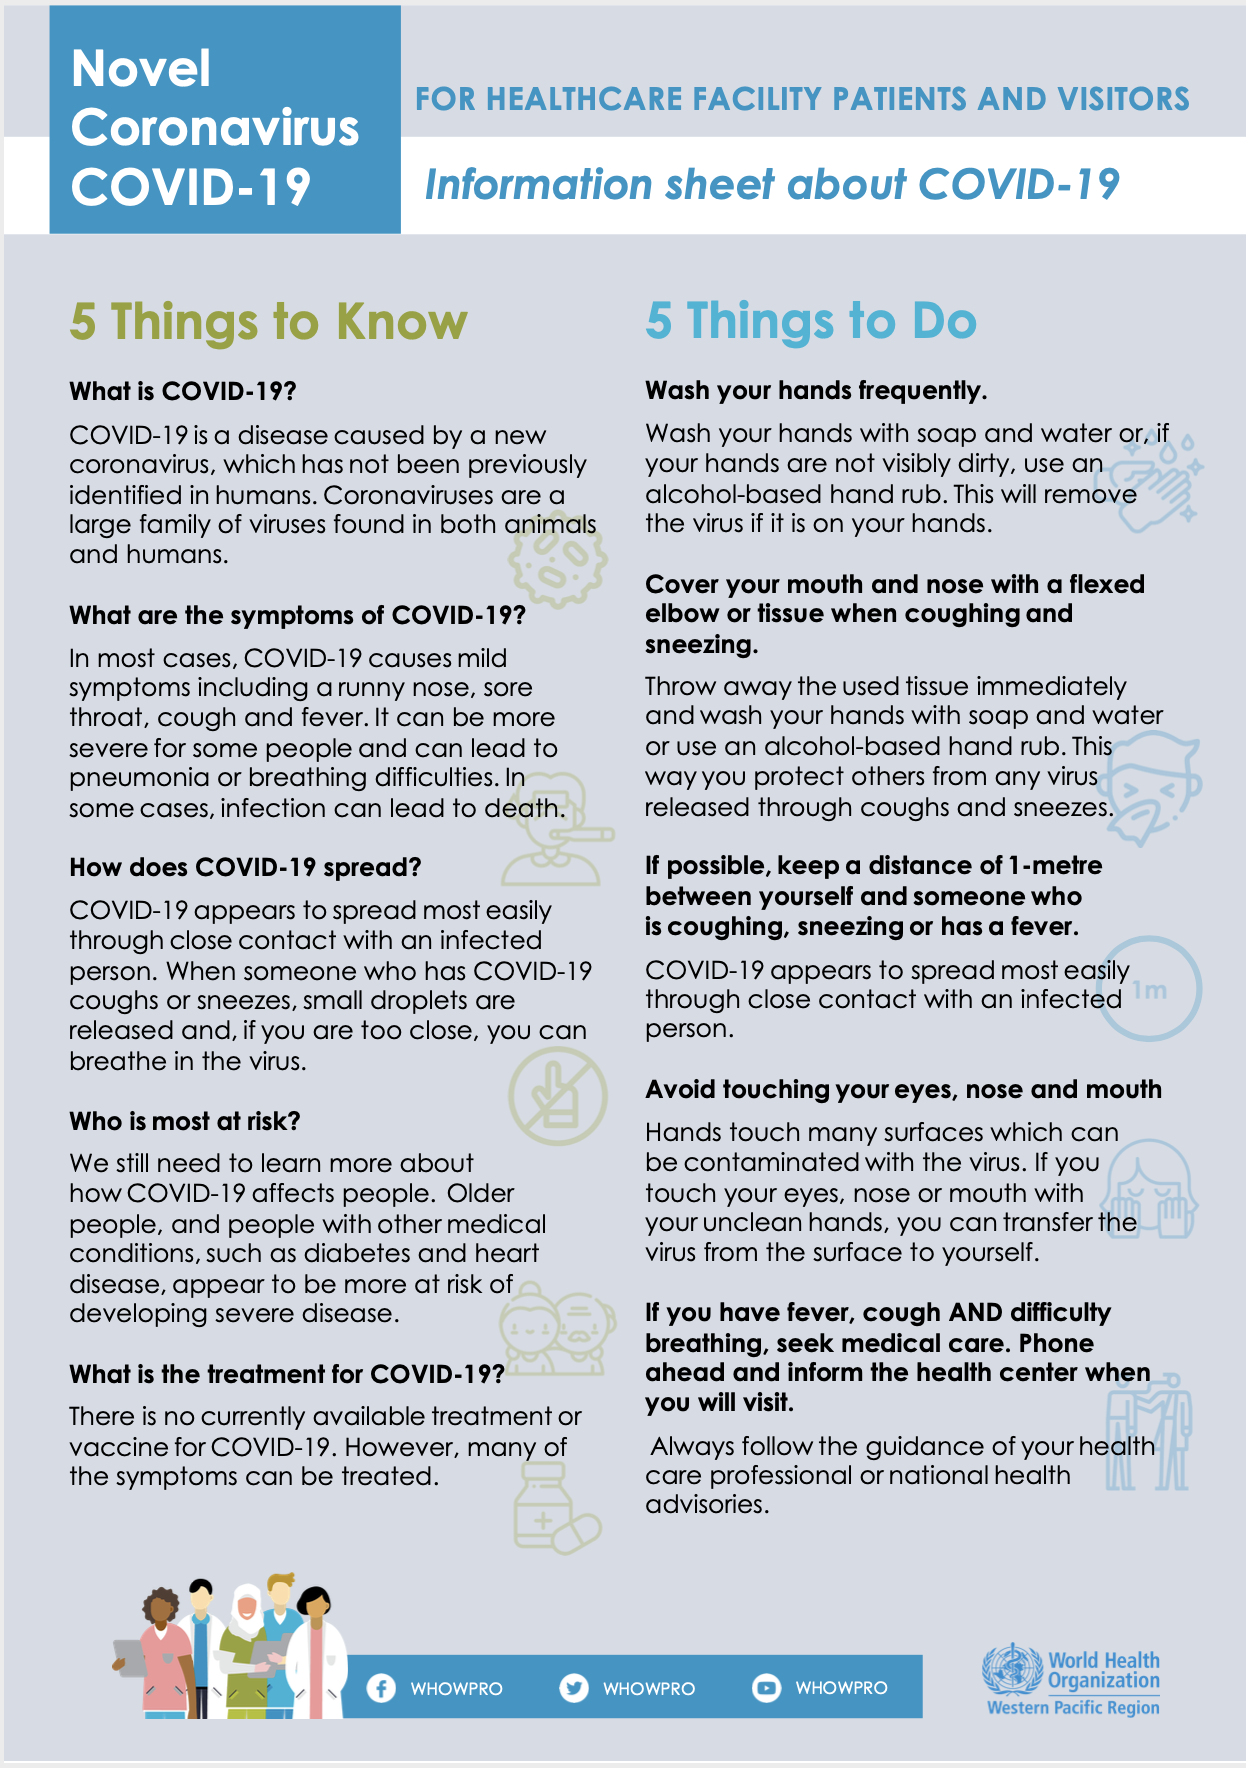 Novel
Coronavirus
COVID-19
FOR HEALTHCARE FACILITY PATIENTS AND VISITORS
Information sheet about COVID-19
5 Things to Know
What is COVID-19?
COVID-19 is a disease caused by a new
coronavirus, which has not been previously
identified in humans. Coronaviruses are a
large family of viruses found in both animals
and humans.
What are the symptoms of COVID-19?
In most cases, COVID-19 causes mild
symptoms including a runny nose, sore
throat, cough and fever. It can be more
severe for some people and can lead to
pneumonia or breathing difficulties. In
some cases, infection can lead to death.
How does COVID-19 spread?
COVID-19 appears to spread most easily
through close contact with an infected
person. When someone who has COVID-19
coughs or sneezes, small droplets are
released and, if you are too close, you can
breathe in the virus.
Who is most at risk?
We still need to learn more about
how COVID-19 affects people. Older
people, and people with other medical
conditions, such as diabetes and heart
disease, appear to be more at risk of
developing severe disease.
What is the treatment for COVID-19?
There is no currently available treatment or
vaccine for COVID-19. However, many of
the symptoms can be treated.
5 Things to Do
Wash your hands frequently.
Wash your hands with soap and water or, if
your hands are not visibly dirty, use an
alcohol-based hand rub. This will remove
the virus if it is on your hands.
Cover your mouth and nose with a flexed
elbow or tissue when coughing and
sneezing.
Throw away the used tissue immediately
and wash your hands with soap and water
or use an alcohol-based hand rub. This
way you protect others from any virus
released through coughs and sneezes.
If possible, keep a distance of 1-metre
between yourself and someone who
is coughing, sneezing or has a fever.
COVID-19 appears to spread most easily
through close contact with an infected
person.
1m
Avoid touching your eyes, nose and mouth
Hands touch many surfaces which can
be contaminated with the virus. If you
touch your eyes, nose or mouth with
your unclean hands, you can transfer the
virus from the surface to yourself.
If you have fever, cough AND difficulty
breathing, seek medical care. Phone
ahead and inform the health center when
you will visit.
Always follow the guidance of your health
care professional or national health
advisories.
WHOWPRO
WHOWPRO
WHOWPRO
World Health
Organization
Western Pacific Region